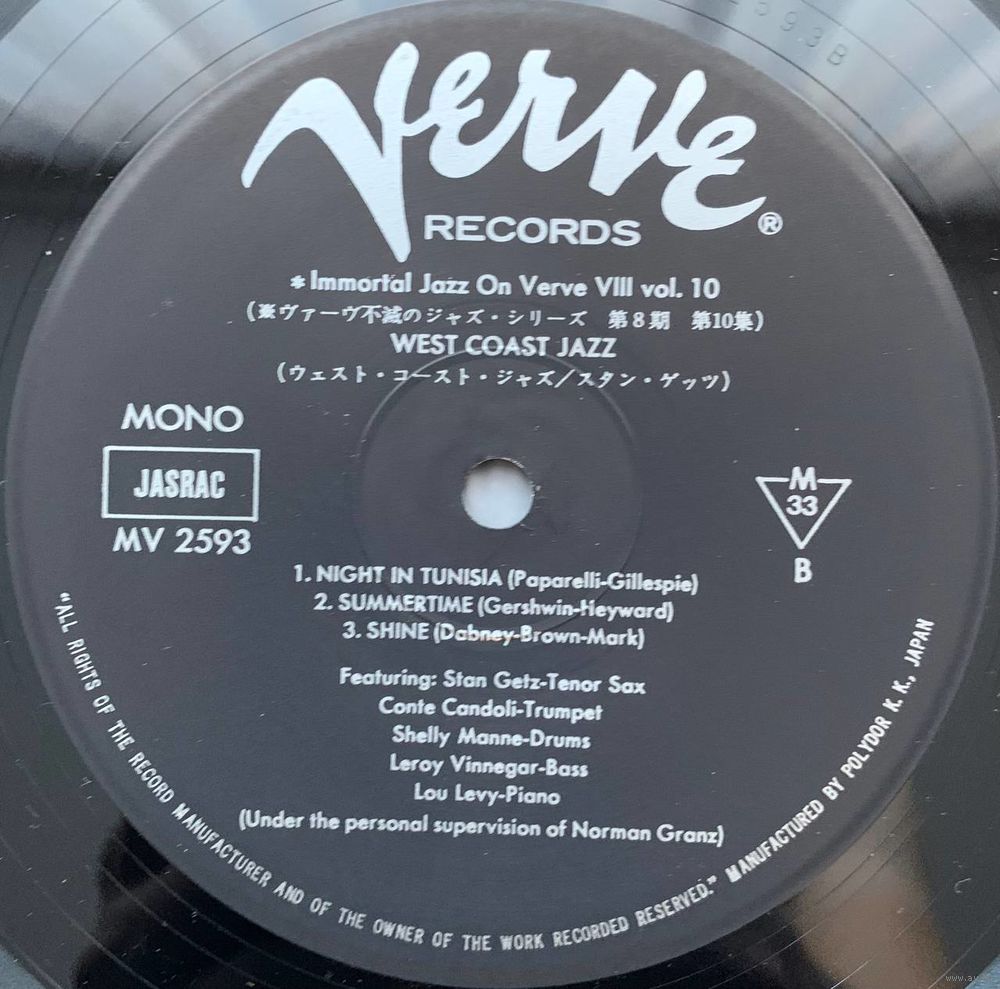 Verve
RECORDS ®
*Immortal Jazz On Verve VIII vol. 10
(※ヴァーヴ不滅のジャズ・シリーズ 第8期 第10集)
WEST COAST JAZZ
(ウェスト・コースト・ジャズ/スタン・ゲッツ)
MONO
JASRAC
MV 2593
M
33
B
1. NIGHT IN TUNISIA (Paparelli-Gillespie)
2. SUMMERTIME (Gershwin-Heyward)
3. SHINE (Dabney-Brown-Mark)
Featuring: Stan Getz-Tenor Sax
Conte Candoli-Trumpet
Shelly Manne-Drums
Leroy Vinnegar-Bass
Lou Levy-Piano
(Under the personal supervision of Norman Granz)
"ALL RIGHTS OF THE RECORD MANUFACTURER AND OF THE OWNER OF THE WORK RECORDED RESERVED." MANUFACTURED BY POLYDOR K. K., JAPAN